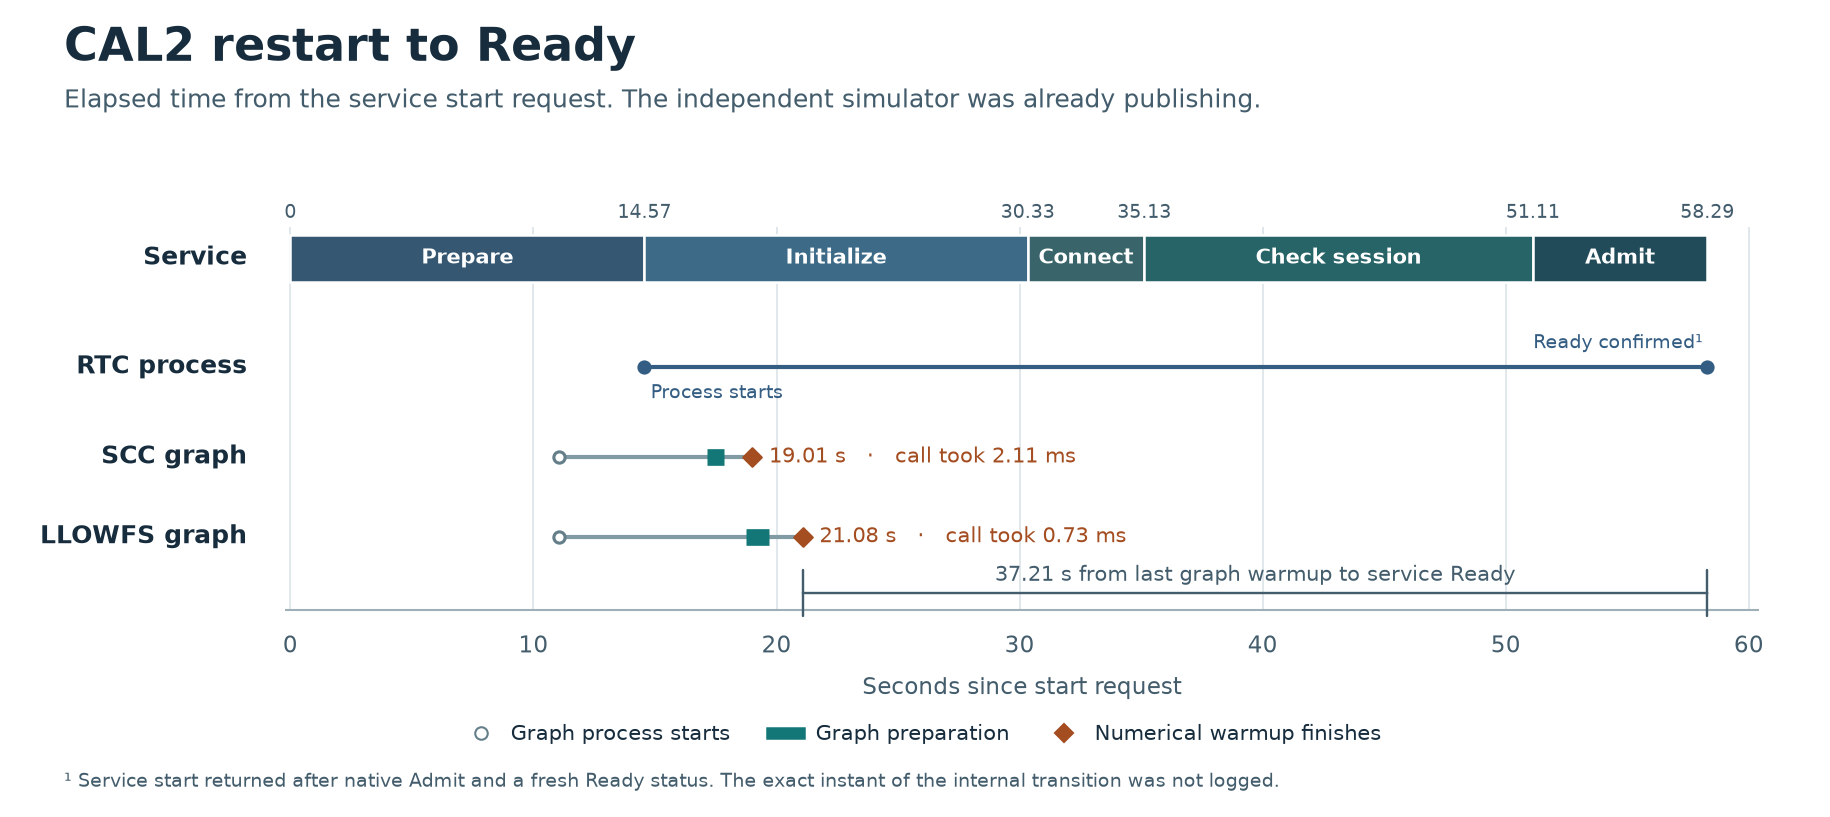 CAL2 restart to Ready
Elapsed time from the service start request. The independent simulator was already publishing.
0 14.57 30.33 35.13 51.11 58.29
Service Prepare Initialize Connect Check session Admit
Ready confirmed¹
RTC process
Process starts
SCC graph 19.01 s · call took 2.11 ms
LLOWFS graph 21.08 s · call took 0.73 ms
37.21 s from last graph warmup to service Ready
0 10 20 30 40 50 60
Seconds since start request
Graph process starts Graph preparation Numerical warmup finishes
¹ Service start returned after native Admit and a fresh Ready status. The exact instant of the internal transition was not logged.